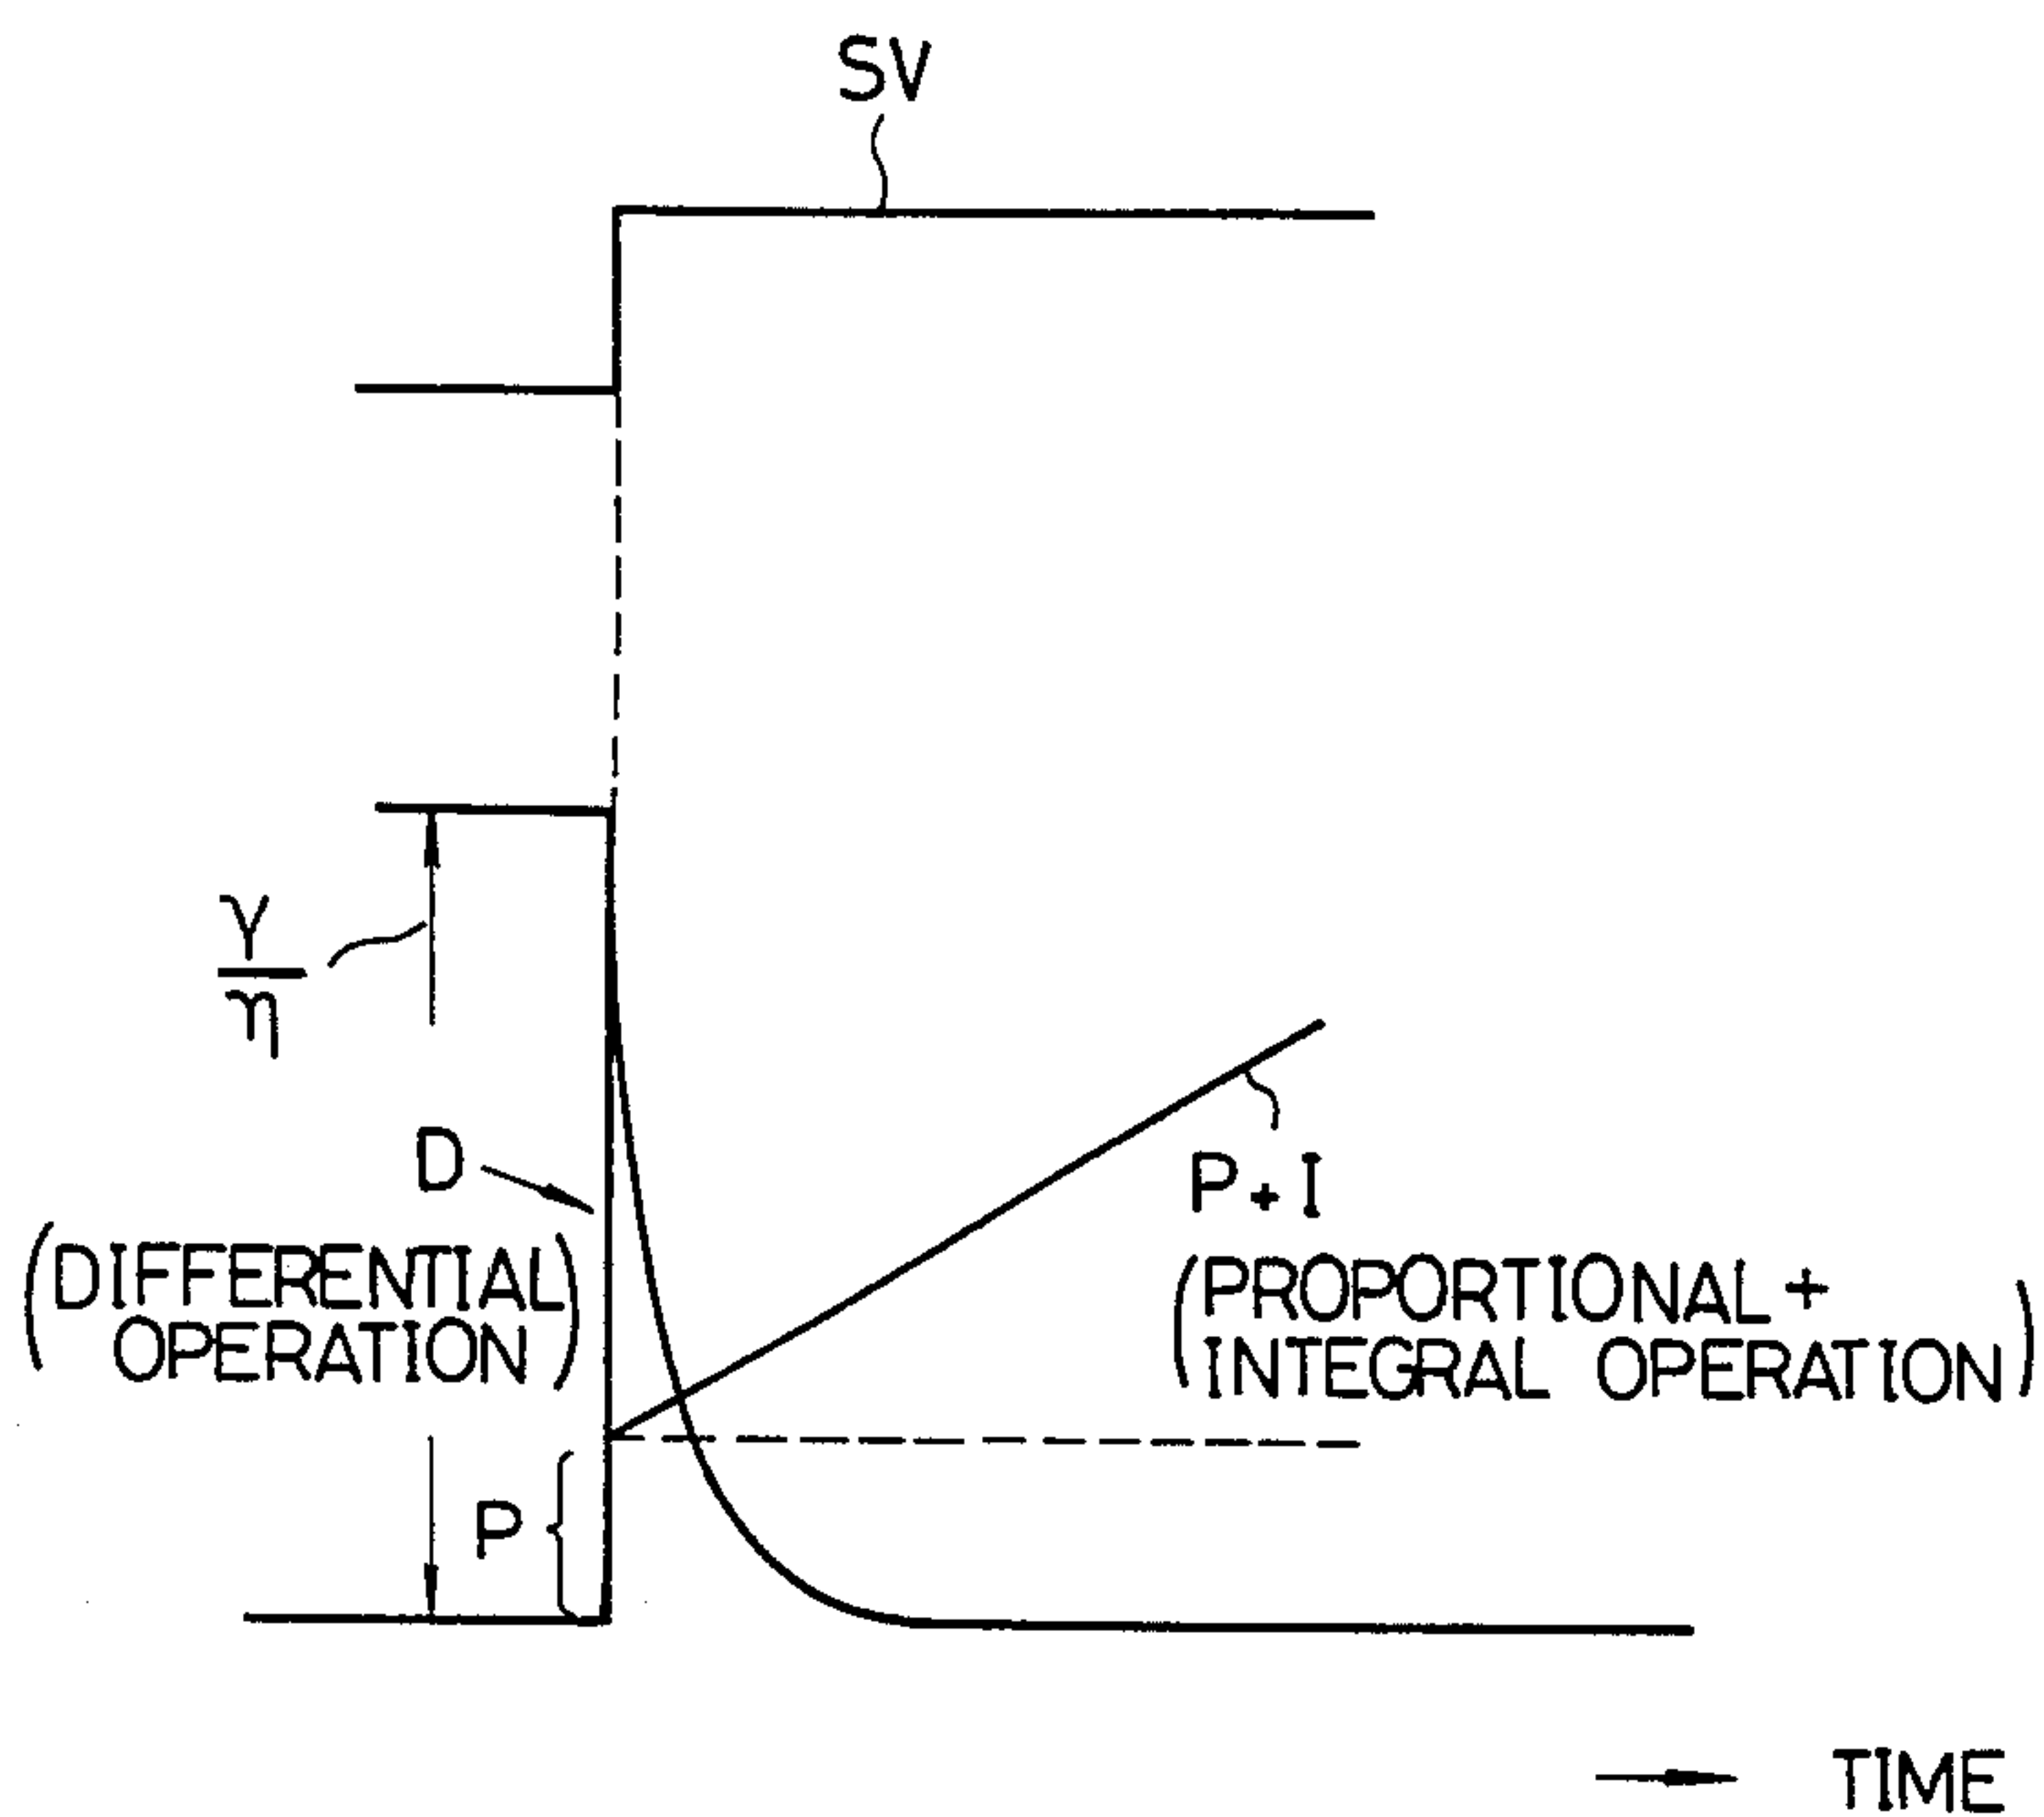 SV
γ
η
D
(DIFFERENTIAL
OPERATION)
P + I
(PROPORTIONAL +
INTEGRAL OPERATION)
P
TIME